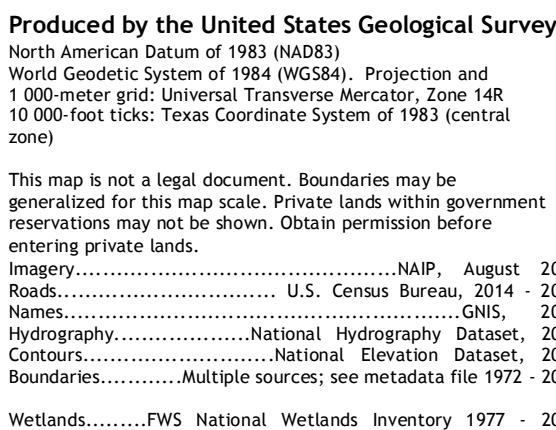 Produced by the United States Geological Survey
North American Datum of 1983 (NAD83)
World Geodetic System of 1984 (WGS84). Projection and
1 000-meter grid: Universal Transverse Mercator, Zone 14R
10 000-foot ticks: Texas Coordinate System of 1983 (central
zone)
This map is not a legal document. Boundaries may be
generalized for this map scale. Private lands within government
reservations may not be shown. Obtain permission before
entering private lands.
Imagery.............................................NAIP, August
Roads............................... U.S. Census Bureau, 2014 -
Names........................................................GNIS,
Hydrography...................National Hydrography Dataset,
Contours...........................National Elevation Dataset,
Boundaries............Multiple sources; see metadata file 1972 -
Wetlands.........FWS National Wetlands Inventory 1977 -